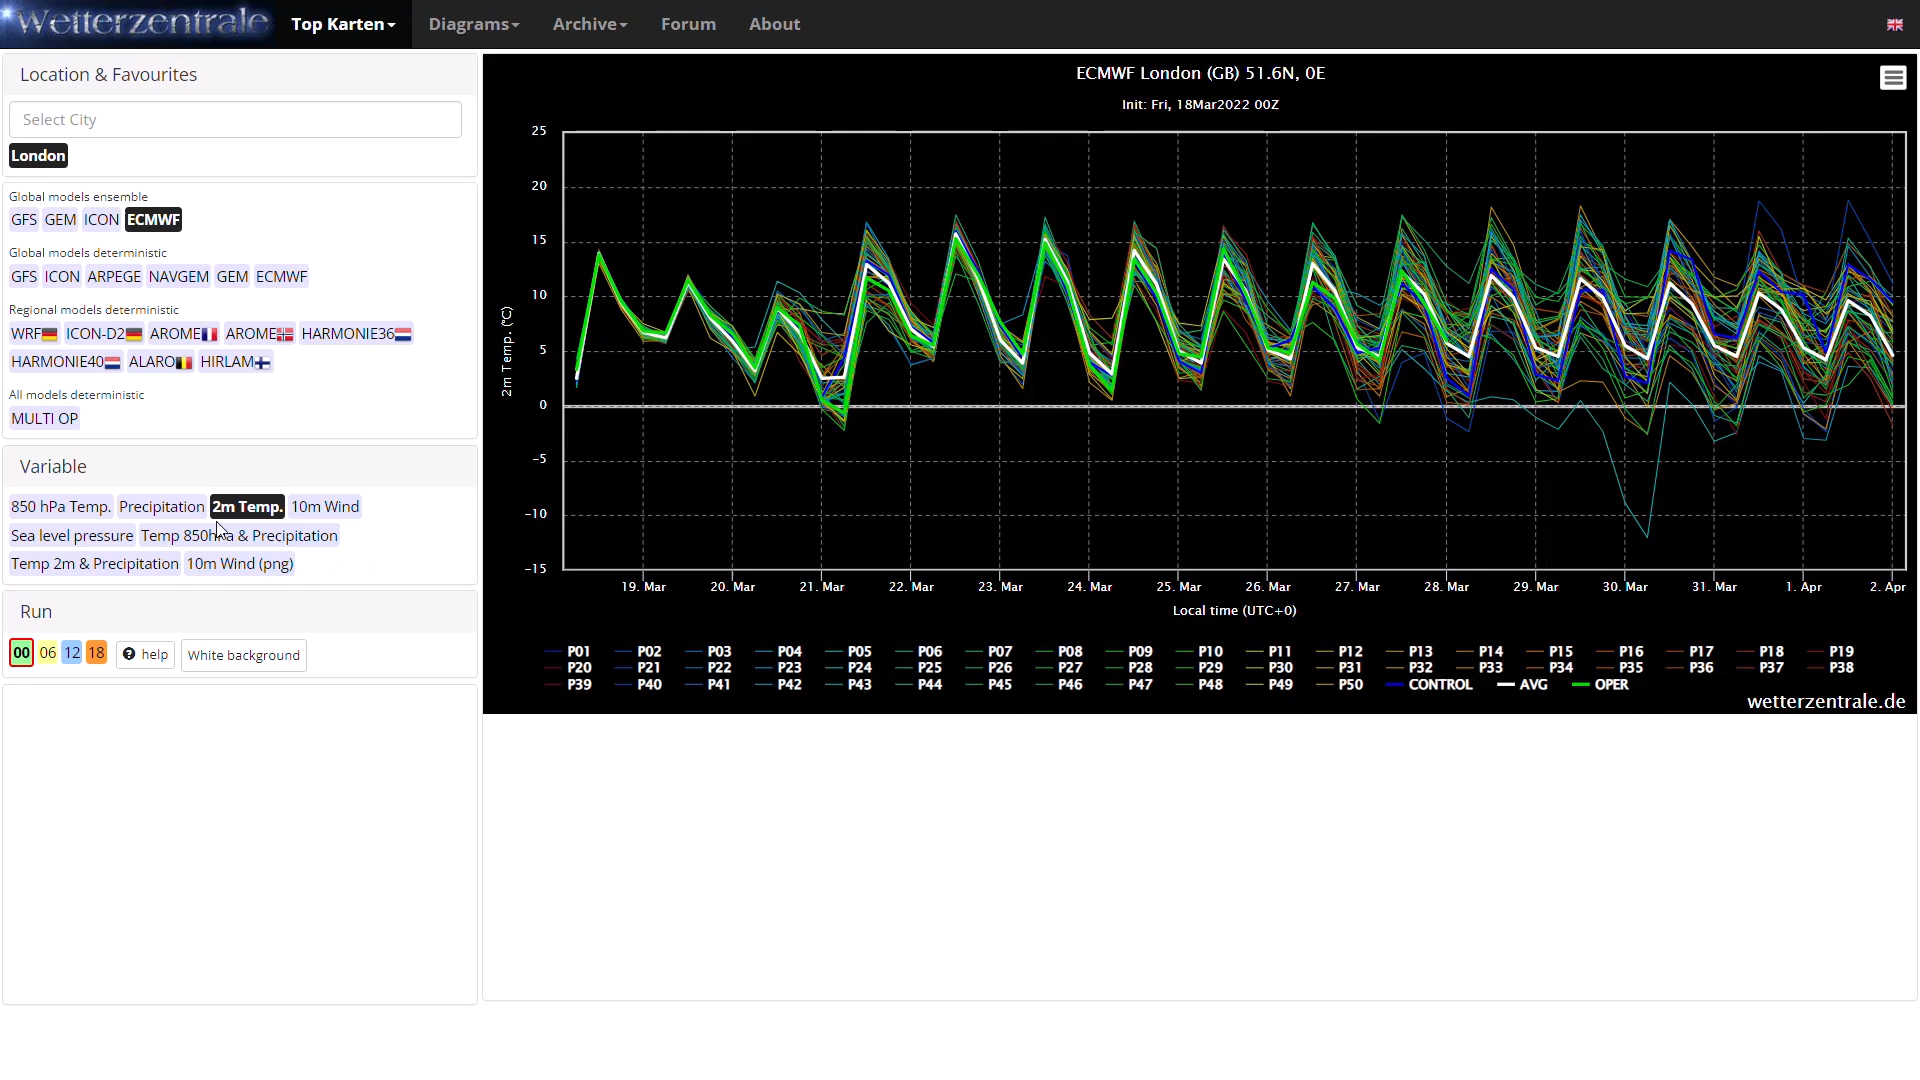 Wetterzentrale
Top Karten Diagrams Archive Forum About
Location & Favourites
Select City
London
Global models ensemble
GFS GEM ICON ECMWF
Global models deterministic
GFS ICON ARPEGE NAVGEM GEM ECMWF
Regional models deterministic
WRF ICON-D2 AROME AROME HARMONIE36
HARMONIE40 ALARO HIRLAM
All models deterministic
MULTI OP
Variable
850 hPa Temp. Precipitation 2m Temp. 10m Wind
Sea level pressure Temp 850h a & Precipitation
Temp 2m & Precipitation 10m Wind (png)
Run
00 06 12 18 help White background
ECMWF London (GB) 51.6N, 0E
Init: Fri, 18Mar2022 00Z
2m Temp. (°C)
25
20
15
10
5
0
-5
-10
-15
19. Mar 20. Mar 21. Mar 22. Mar 23. Mar 24. Mar 25. Mar 26. Mar 27. Mar 28. Mar 29. Mar 30. Mar 31. Mar 1. Apr 2. Apr
Local time (UTC+0)
P01 P02 P03 P04 P05 P06 P07 P08 P09 P10 P11 P12 P13 P14 P15 P16 P17 P18 P19
P20 P21 P22 P23 P24 P25 P26 P27 P28 P29 P30 P31 P32 P33 P34 P35 P36 P37 P38
P39 P40 P41 P42 P43 P44 P45 P46 P47 P48 P49 P50 CONTROL AVG OPER
wetterzentrale.de